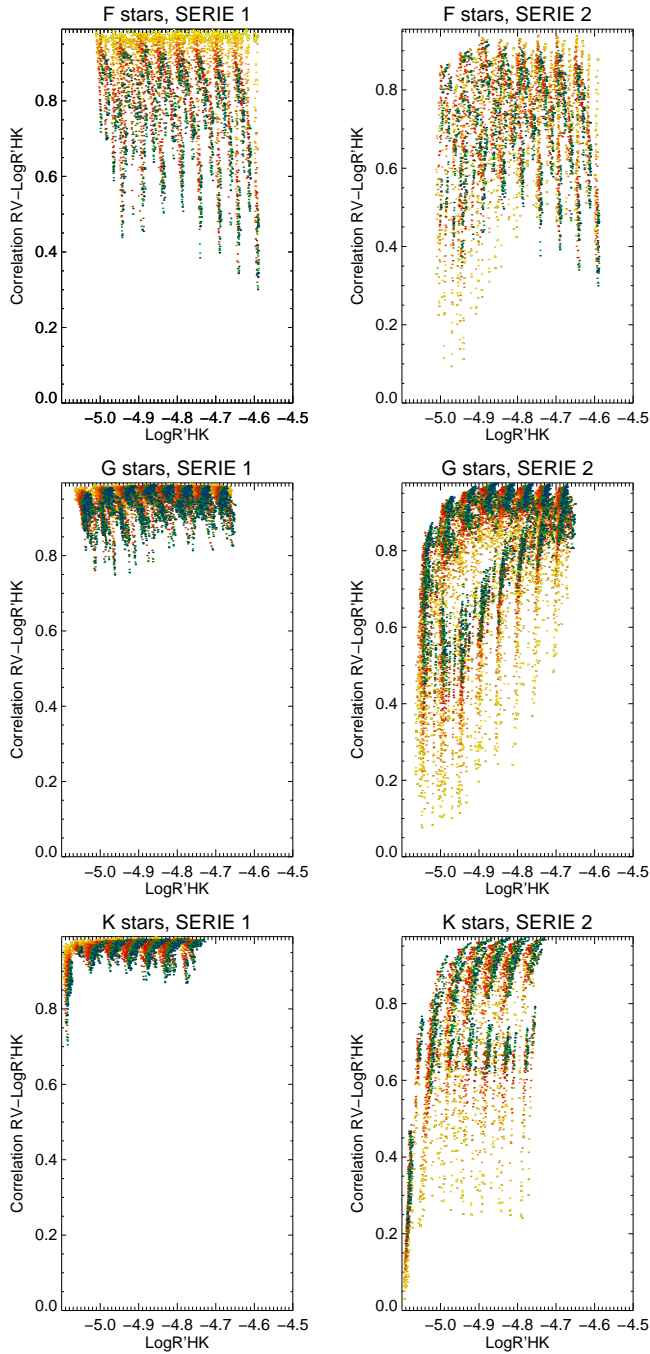 F stars, SERIE 1
Correlation RV−LogR'HK
0.8
0.6
0.4
0.2
0.0
−5.0 −4.9 −4.8 −4.7 −4.6 −4.5
LogR'HK
F stars, SERIE 2
Correlation RV−LogR'HK
0.8
0.6
0.4
0.2
0.0
−5.0 −4.9 −4.8 −4.7 −4.6 −4.5
LogR'HK
G stars, SERIE 1
Correlation RV−LogR'HK
0.8
0.6
0.4
0.2
0.0
−5.0 −4.9 −4.8 −4.7 −4.6 −4.5
LogR'HK
G stars, SERIE 2
Correlation RV−LogR'HK
0.8
0.6
0.4
0.2
0.0
−5.0 −4.9 −4.8 −4.7 −4.6 −4.5
LogR'HK
K stars, SERIE 1
Correlation RV−LogR'HK
0.8
0.6
0.4
0.2
0.0
−5.0 −4.9 −4.8 −4.7 −4.6 −4.5
LogR'HK
K stars, SERIE 2
Correlation RV−LogR'HK
0.8
0.6
0.4
0.2
0.0
−5.0 −4.9 −4.8 −4.7 −4.6 −4.5
LogR'HK